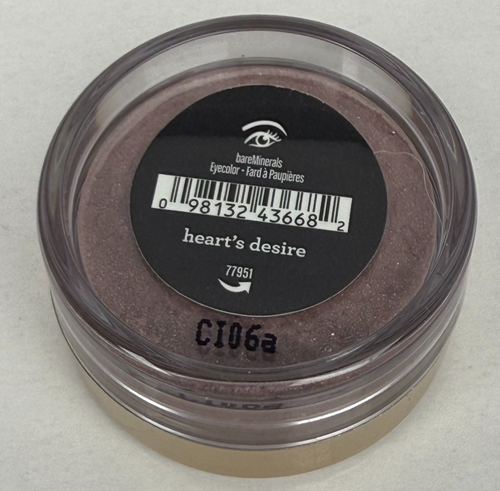 bareMinerals
Eyecolor - Fard à Paupières
0 98132 43668 2
heart's desire
77951
CI06a